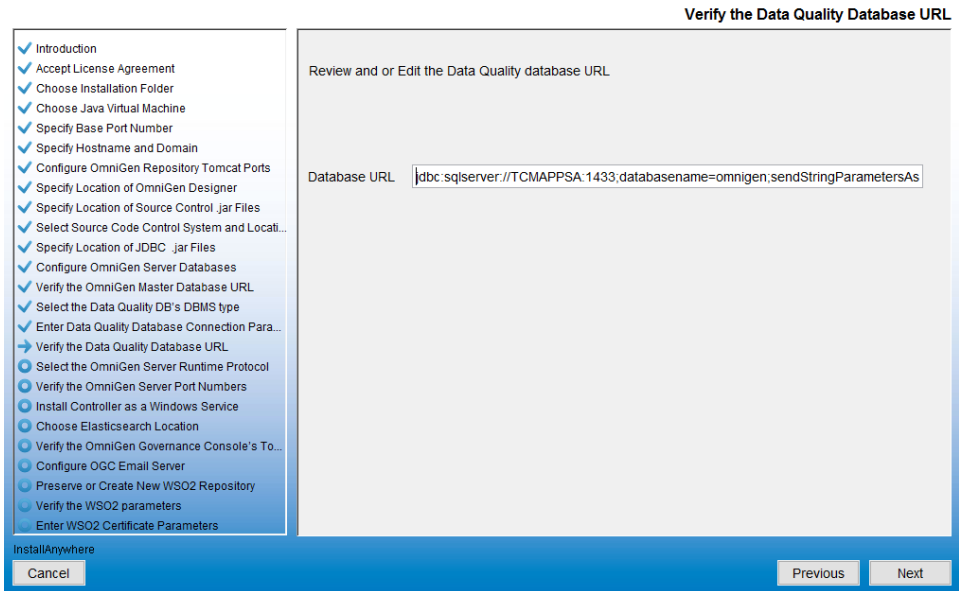 Verify the Data Quality Database URL
Introduction
Accept License Agreement
Choose Installation Folder
Choose Java Virtual Machine
Specify Base Port Number
Specify Hostname and Domain
Configure OmniGen Repository Tomcat Ports
Specify Location of OmniGen Designer
Specify Location of Source Control .jar Files
Select Source Code Control System and Locati...
Specify Location of JDBC .jar Files
Configure OmniGen Server Databases
Verify the OmniGen Master Database URL
Select the Data Quality DB's DBMS type
Enter Data Quality Database Connection Para...
Verify the Data Quality Database URL
Select the OmniGen Server Runtime Protocol
Verify the OmniGen Server Port Numbers
Install Controller as a Windows Service
Choose Elasticsearch Location
Verify the OmniGen Governance Console's To...
Configure OGC Email Server
Preserve or Create New WSO2 Repository
Verify the WSO2 parameters
Enter WSO2 Certificate Parameters
Review and or Edit the Data Quality database URL
Database URL jdbc:sqlserver://TCMAPPSA:1433;databasename=omnigen;sendStringParametersAs
InstallAnywhere
Cancel Previous Next